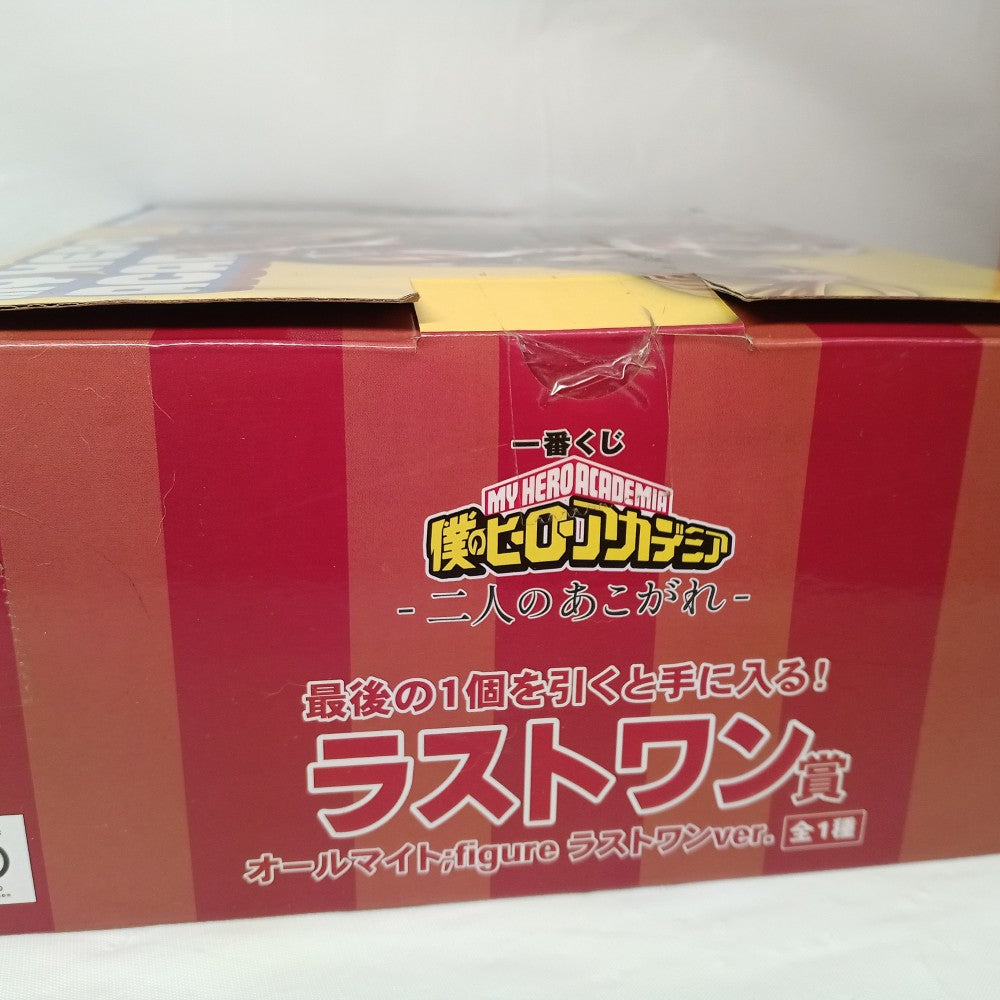 一番くじ
MY HERO ACADEMIA
僕のヒーローアカデミア
-二人のあこがれ-
最後の1個を引くと手に入る!
ラストワン賞
オールマイト;figure ラストワンver. 全1種